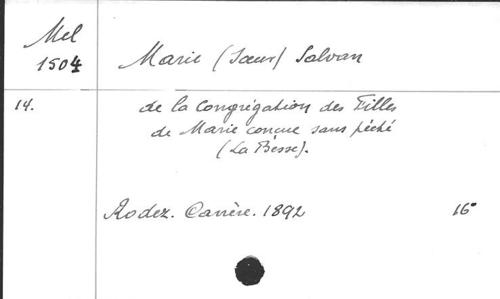 Mel
1504
Marie (Sœur) Salvan
14.
de la Congrégation des Filles
de Marie conçue sans péché
(La Besse).
Rodez. Carrère. 1892
16°